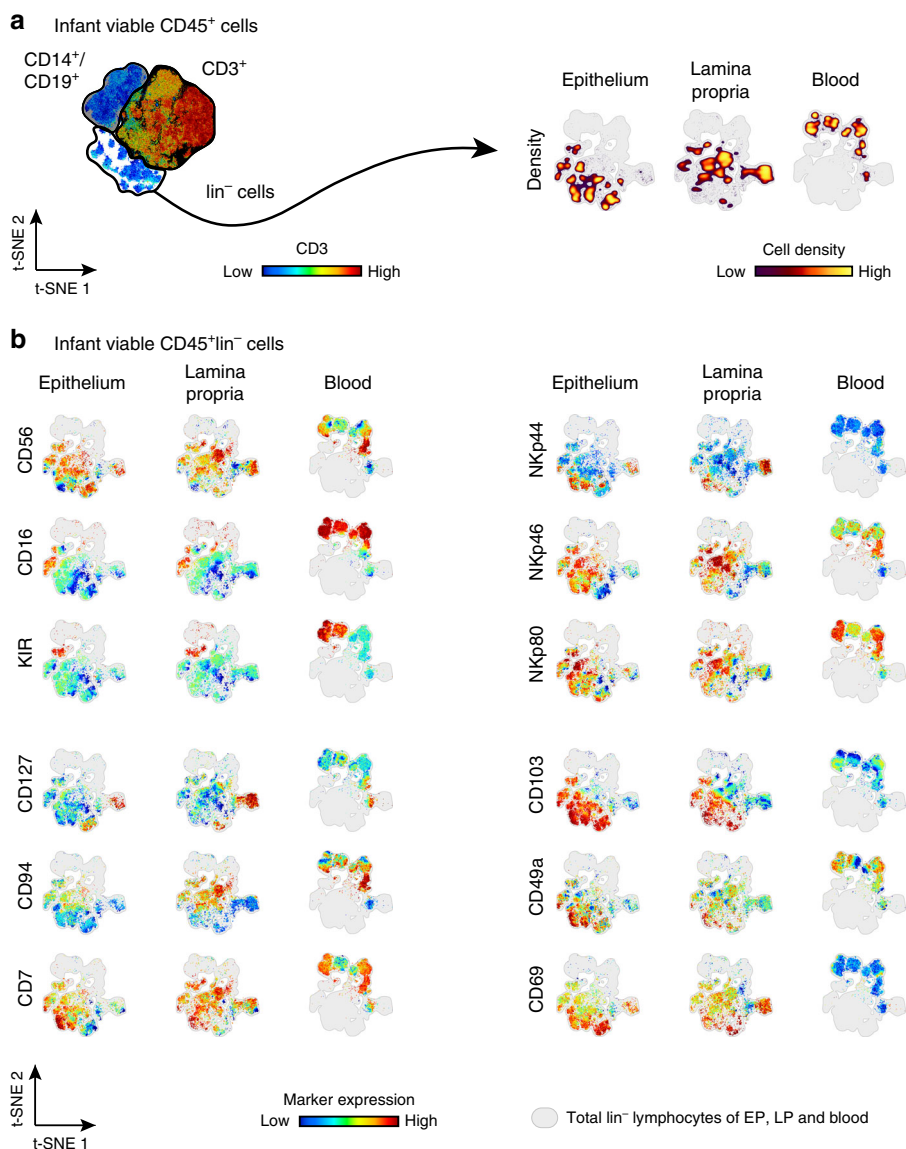 a Infant viable CD45⁺ cells
CD14⁺/
CD19⁺
CD3⁺
lin⁻ cells
t-SNE 2
t-SNE 1
CD3
Low High
Epithelium Lamina propria Blood
Density
Cell density
Low High
b Infant viable CD45⁺lin⁻ cells
Epithelium Lamina propria Blood
CD56
CD16
KIR
CD127
CD94
CD7
Epithelium Lamina propria Blood
NKp44
NKp46
NKp80
CD103
CD49a
CD69
t-SNE 2
t-SNE 1
Marker expression
Low High
Total lin⁻ lymphocytes of EP, LP and blood